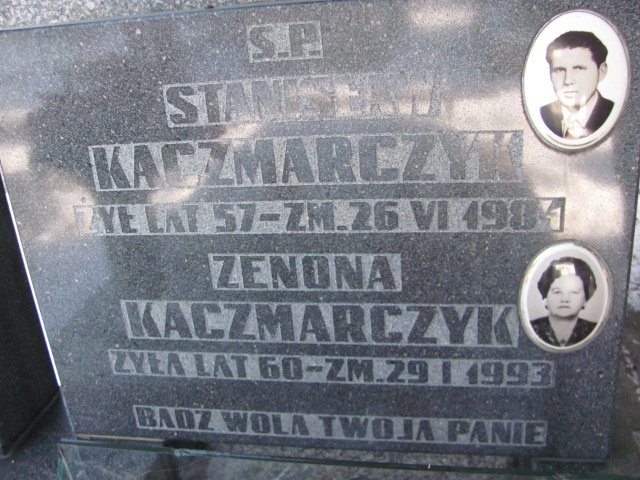 Ś.P.
STANISŁAW
KACZMARCZYK
ŻYŁ LAT 57-ZM. 26 VI 1984
ZENONA
KACZMARCZYK
ŻYŁA LAT 60-ZM. 29 I 1993
BĄDŹ WOLA TWOJA PANIE